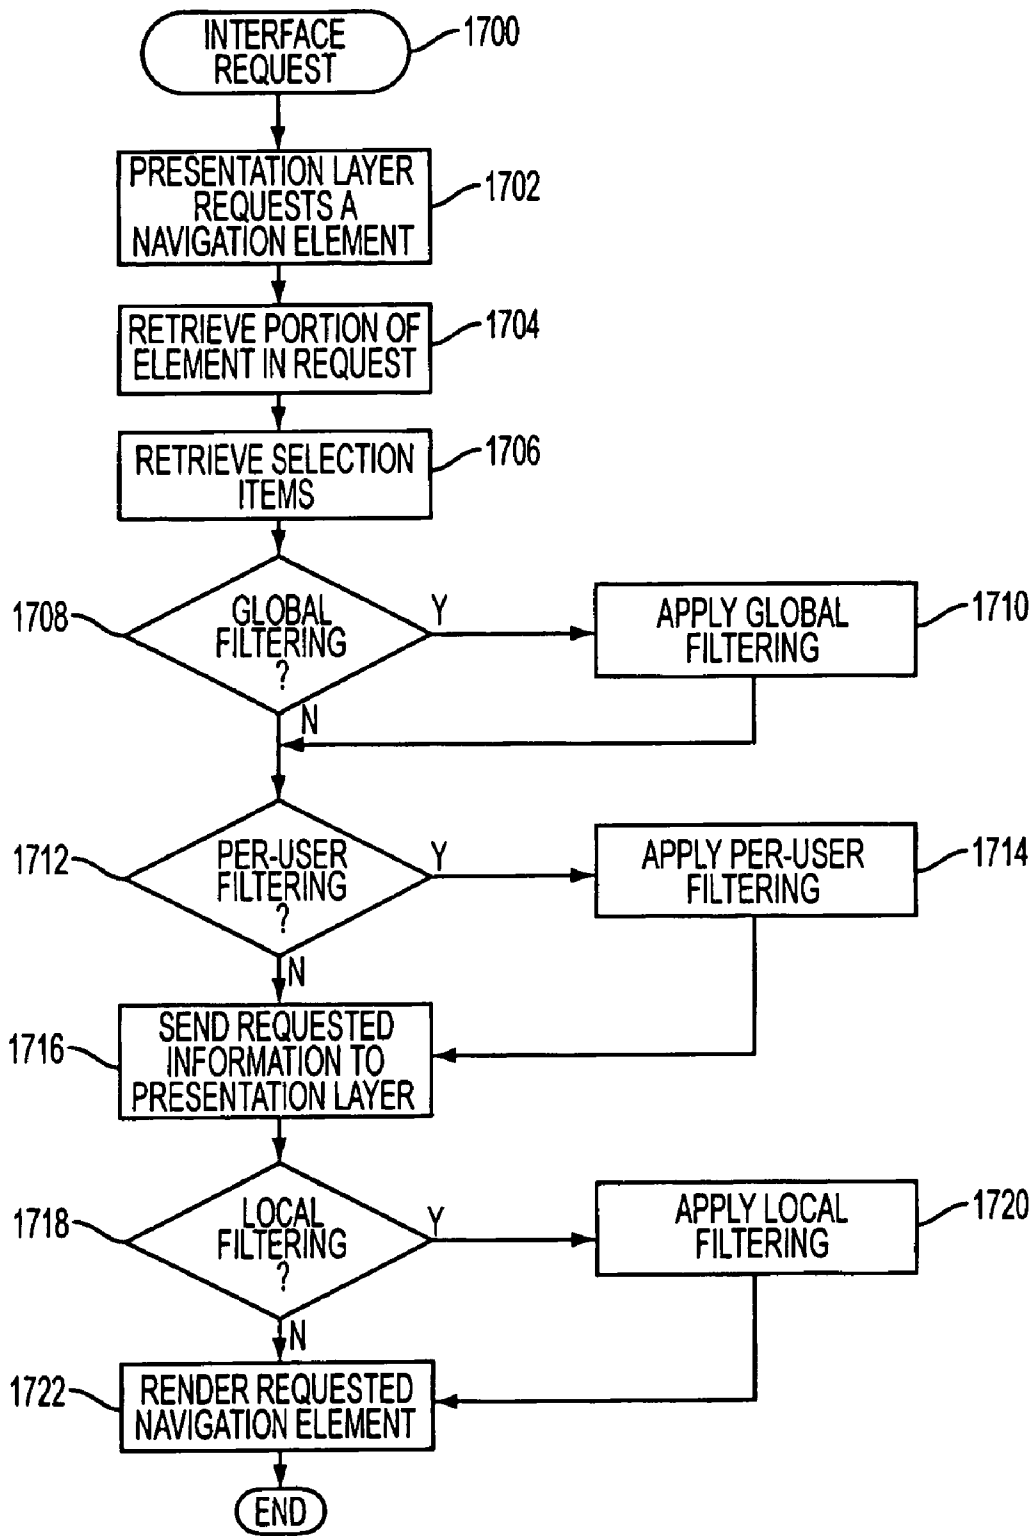 INTERFACE
REQUEST
1700
PRESENTATION LAYER
REQUESTS A
NAVIGATION ELEMENT
1702
RETRIEVE PORTION OF
ELEMENT IN REQUEST
1704
RETRIEVE SELECTION
ITEMS
1706
1708
GLOBAL
FILTERING
?
Y
N
APPLY GLOBAL
FILTERING
1710
1712
PER-USER
FILTERING
?
Y
N
APPLY PER-USER
FILTERING
1714
1716
SEND REQUESTED
INFORMATION TO
PRESENTATION LAYER
1718
LOCAL
FILTERING
?
Y
N
APPLY LOCAL
FILTERING
1720
1722
RENDER REQUESTED
NAVIGATION ELEMENT
END